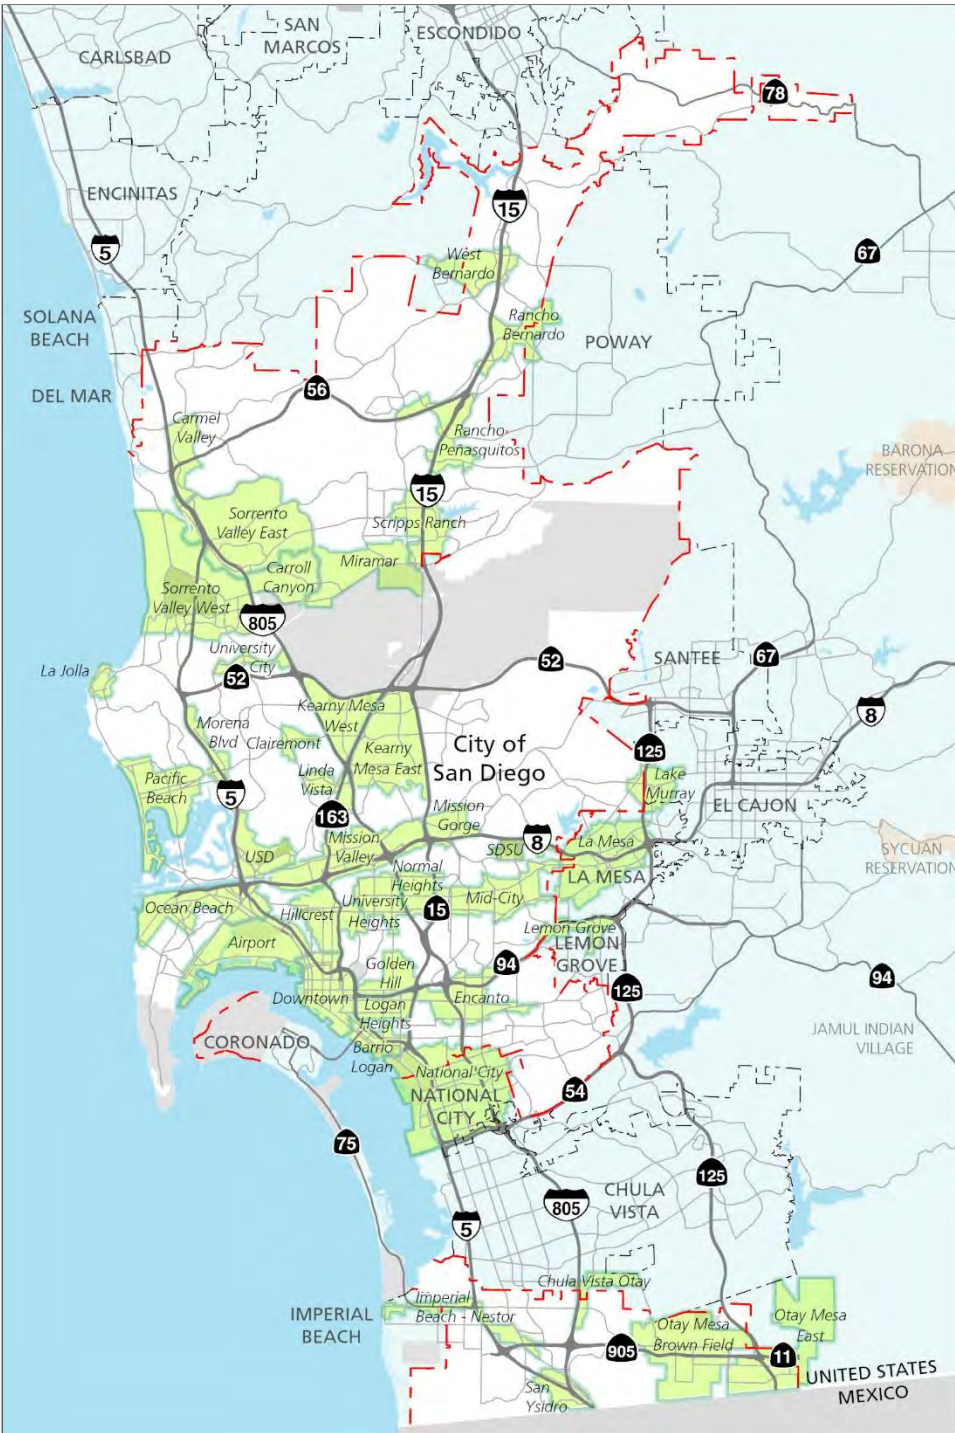 SAN
MARCOS
ESCONDIDO
CARLSBAD
78
ENCINITAS
15
5
67
West
Bernardo
SOLANA
BEACH
Rancho
Bernardo
POWAY
DEL MAR
56
Carmel
Valley
Rancho
Peñasquitos
BARONA
RESERVATION
15
Sorrento
Valley East
Scripps Ranch
Miramar
Carroll
Canyon
Sorrento
Valley West
805
University
City
La Jolla
52
52
SANTEE
67
Kearny Mesa
West
8
Morena
Blvd
Clairemont
Kearny
Mesa East
City of
San Diego
125
Pacific
Beach
Linda
Vista
5
Lake
Murray
EL CAJON
163
Mission
Gorge
Mission
Valley
8
La Mesa
USD
SDSU
SYCUAN
RESERVATION
Normal
Heights
LA MESA
Ocean Beach
Hillcrest
University
Heights
15
Mid-City
Lemon Grove
Airport
LEMON
GROVE
Golden
Hill
94
94
Downtown
Logan
Heights
Encanto
125
CORONADO
Barrio
Logan
JAMUL INDIAN
VILLAGE
National City
NATIONAL
CITY
54
75
125
CHULA
VISTA
805
5
Chula Vista Otay
Imperial
Beach - Nestor
IMPERIAL
BEACH
Otay Mesa
Brown Field
Otay Mesa
East
905
11
San
Ysidro
UNITED STATES
MEXICO